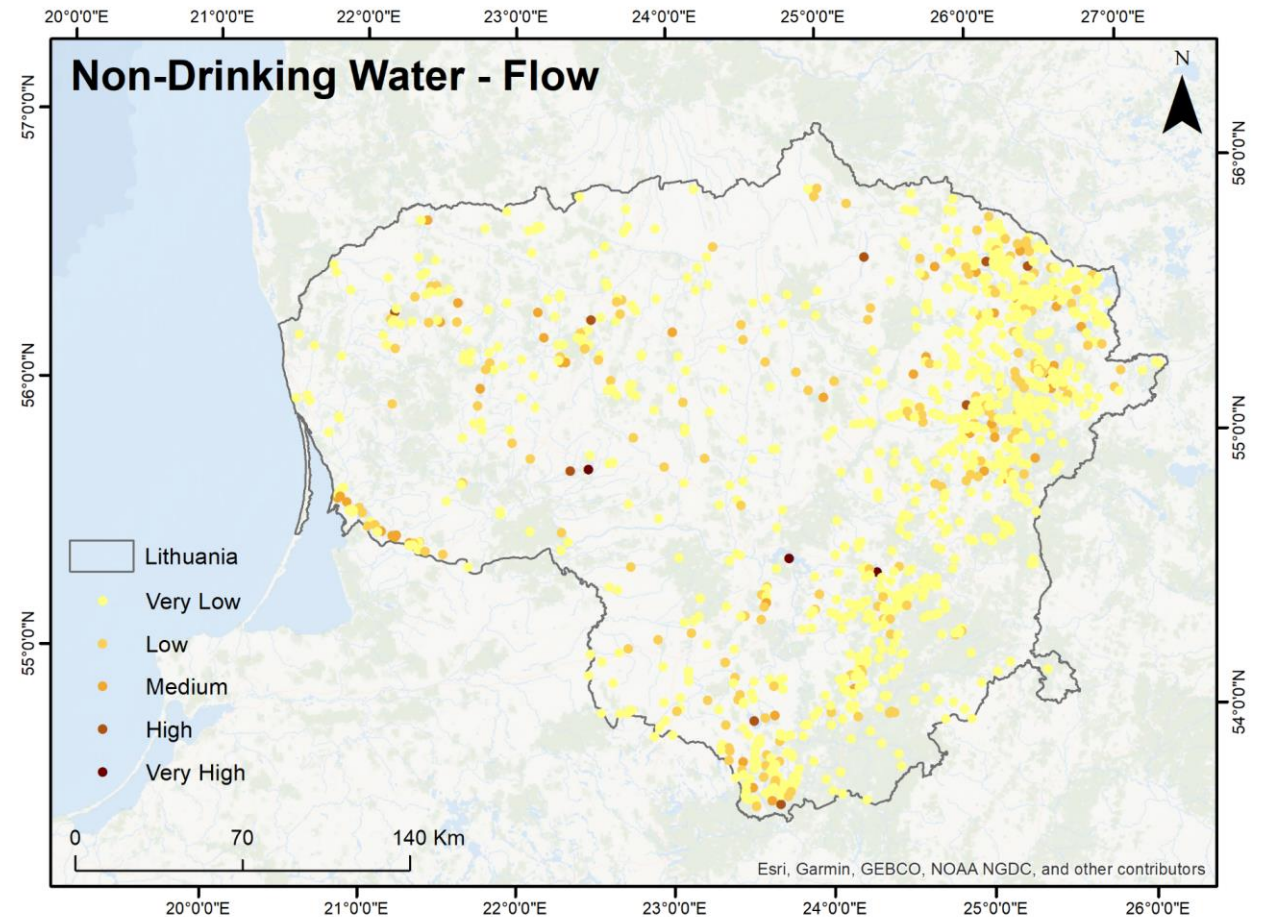 20°0'0"E 21°0'0"E 22°0'0"E 23°0'0"E 24°0'0"E 25°0'0"E 26°0'0"E 27°0'0"E
Non-Drinking Water - Flow
N
57°0'0"N
56°0'0"N
56°0'0"N
55°0'0"N
55°0'0"N
54°0'0"N
Lithuania
Very Low
Low
Medium
High
Very High
0 70 140 Km
Esri, Garmin, GEBCO, NOAA NGDC, and other contributors
20°0'0"E 21°0'0"E 22°0'0"E 23°0'0"E 24°0'0"E 25°0'0"E 26°0'0"E